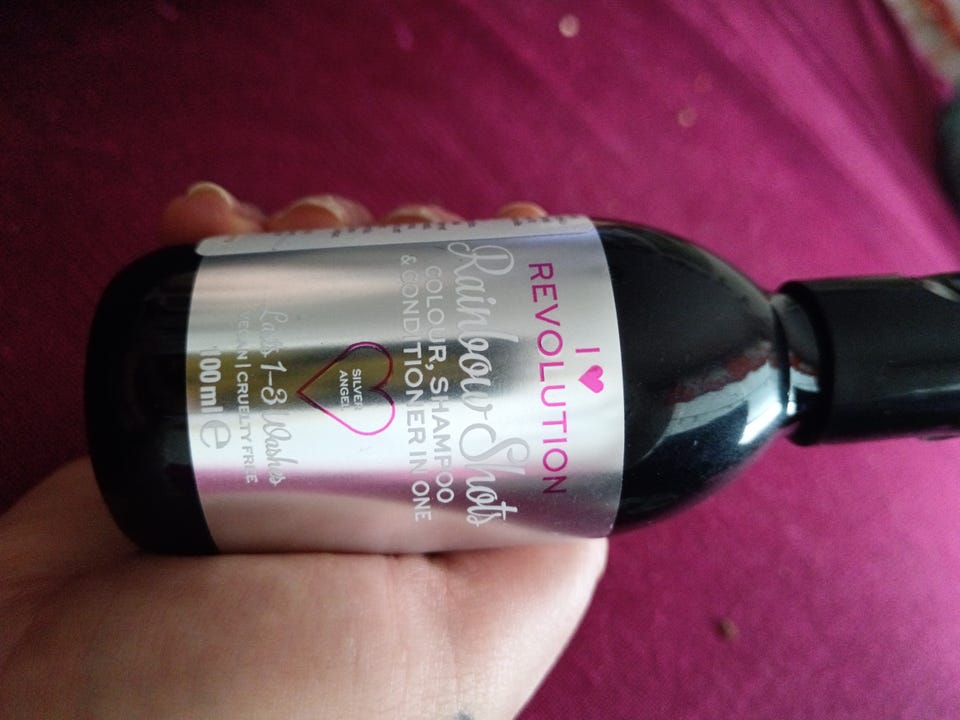 I ♥
REVOLUTION
Rainbow Shots
COLOUR, SHAMPOO
& CONDITIONER IN ONE
SILVER
ANGEL
Lasts 1-3 Washes
VEGAN | CRUELTY FREE
100 ml e